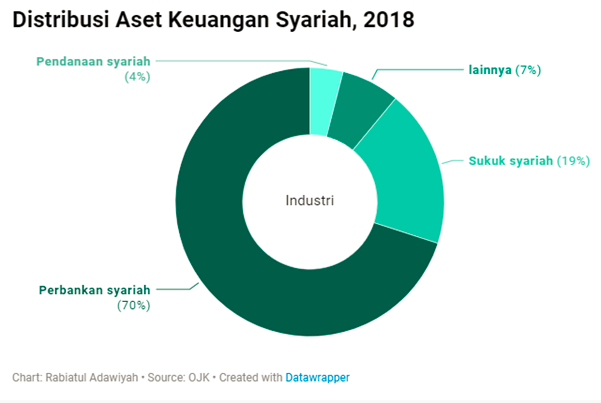 Distribusi Aset Keuangan Syariah, 2018
Pendanaan syariah
(4%)
lainnya (7%)
Sukuk syariah (19%)
Industri
Perbankan syariah
(70%)
Chart: Rabiatul Adawiyah • Source: OJK • Created with Datawrapper